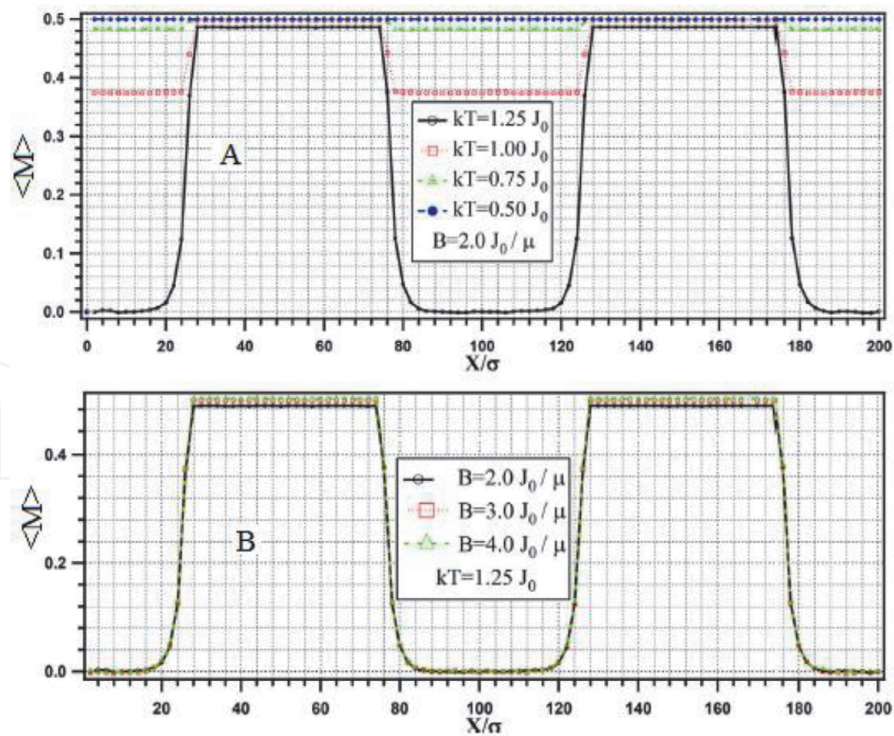 0.5
0.4
0.3
0.2
0.1
0.0
<M>
A
kT=1.25 J₀
kT=1.00 J₀
kT=0.75 J₀
kT=0.50 J₀
B=2.0 J₀ / μ
0 20 40 60 80 100 120 140 160 180 200
X/σ
0.4
0.2
0.0
<M>
B
B=2.0 J₀ / μ
B=3.0 J₀ / μ
B=4.0 J₀ / μ
kT=1.25 J₀
20 40 60 80 100 120 140 160 180 200
X/σ